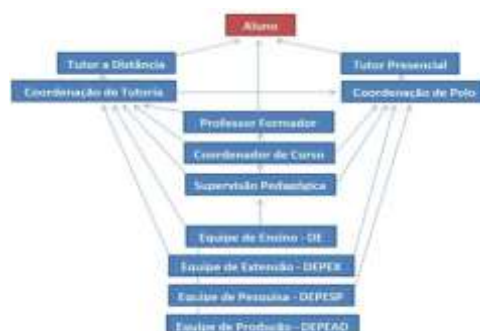 Aluno
Tutor a Distância
Tutor Presencial
Coordenação de Tutoria
Coordenação de Polo
Professor Formador
Coordenador de Curso
Supervisão Pedagógica
Equipe de Ensino - DE
Equipe de Extensão - DEPEX
Equipe de Pesquisa - DEPESP
Equipe de Produção - DEPEAD